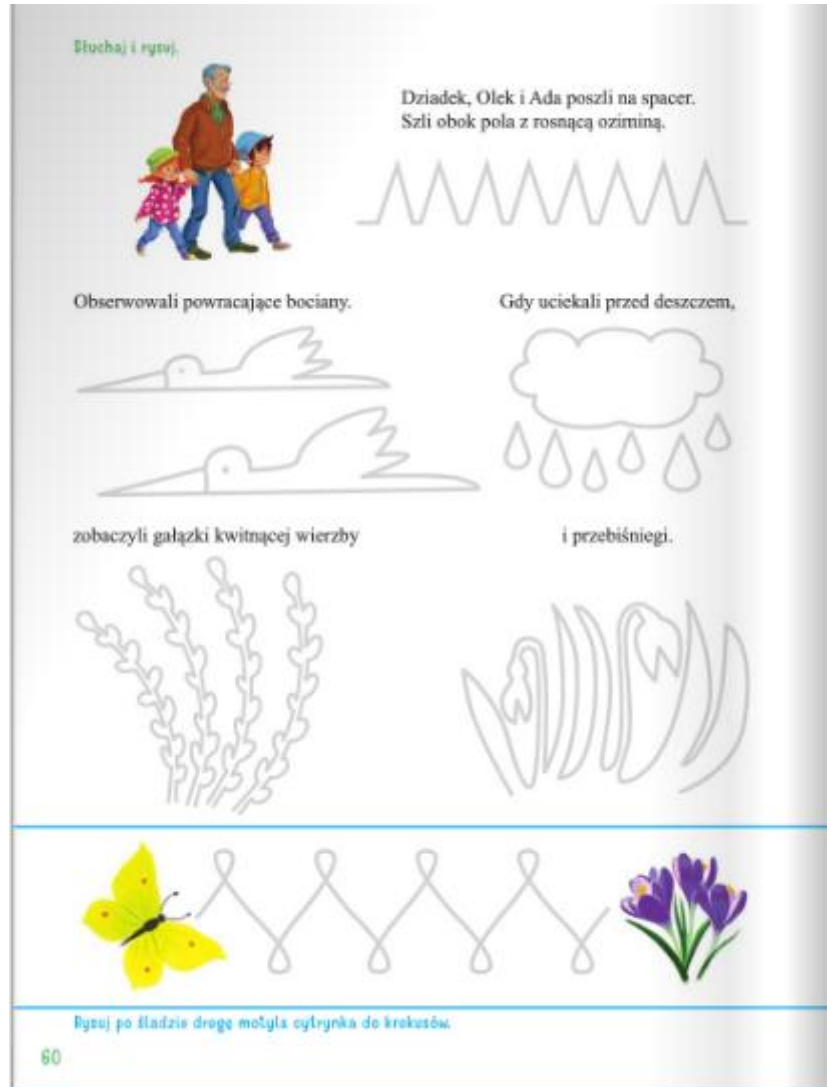 Słuchaj i rysuj.
Dziadek, Olek i Ada poszli na spacer.
Szli obok pola z rosnącą oziminą.
Obserwowali powracające bociany.
Gdy uciekali przed deszczem,
zobaczyli gałązki kwitnącej wierzby
i przebiśniegi.
Rysuj po śladzie drogę motyla cytrynka do krokusów.
60